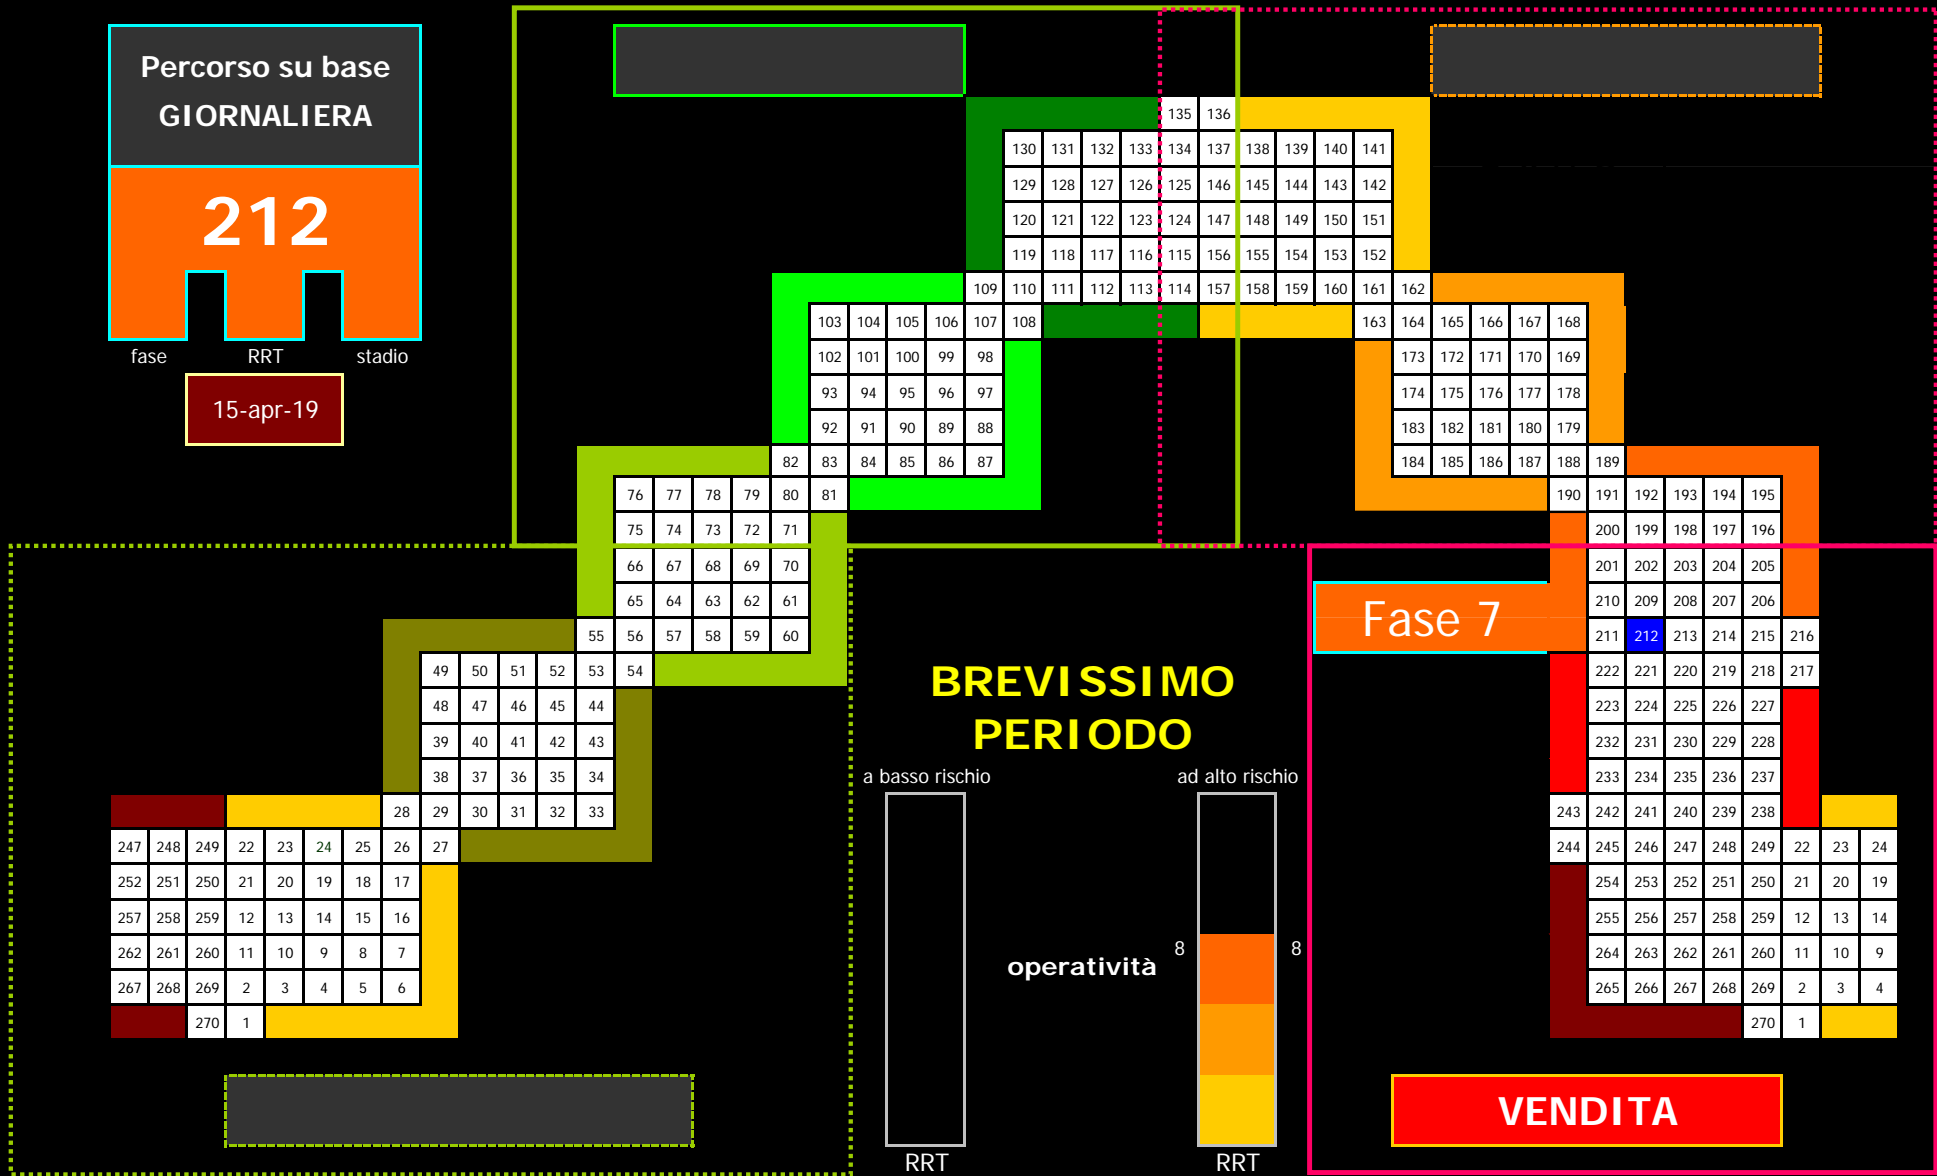 Percorso su base
GIORNALIERA
212
fase RRT stadio
15-apr-19
135 136
130 131 132 133 134 137 138 139 140 141
129 128 127 126 125 146 145 144 143 142
120 121 122 123 124 147 148 149 150 151
119 118 117 116 115 156 155 154 153 152
109 110 111 112 113 114 157 158 159 160 161 162
103 104 105 106 107 108 163 164 165 166 167 168
102 101 100 99 98 173 172 171 170 169
93 94 95 96 97 174 175 176 177 178
92 91 90 89 88 183 182 181 180 179
82 83 84 85 86 87 184 185 186 187 188 189
76 77 78 79 80 81 190 191 192 193 194 195
75 74 73 72 71 200 199 198 197 196
66 67 68 69 70 201 202 203 204 205
65 64 63 62 61 210 209 208 207 206
Fase 7
55 56 57 58 59 60 211 212 213 214 215 216
49 50 51 52 53 54 222 221 220 219 218 217
BREVISSIMO
PERIODO
48 47 46 45 44 223 224 225 226 227
39 40 41 42 43 232 231 230 229 228
38 37 36 35 34 233 234 235 236 237
a basso rischio ad alto rischio
28 29 30 31 32 33 243 242 241 240 239 238
247 248 249 22 23 24 25 26 27 244 245 246 247 248 249 22 23 24
252 251 250 21 20 19 18 17 254 253 252 251 250 21 20 19
257 258 259 12 13 14 15 16 255 256 257 258 259 12 13 14
262 261 260 11 10 9 8 7 264 263 262 261 260 11 10 9
8 8
operatività
267 268 269 2 3 4 5 6 265 266 267 268 269 2 3 4
270 1 270 1
VENDITA
RRT RRT